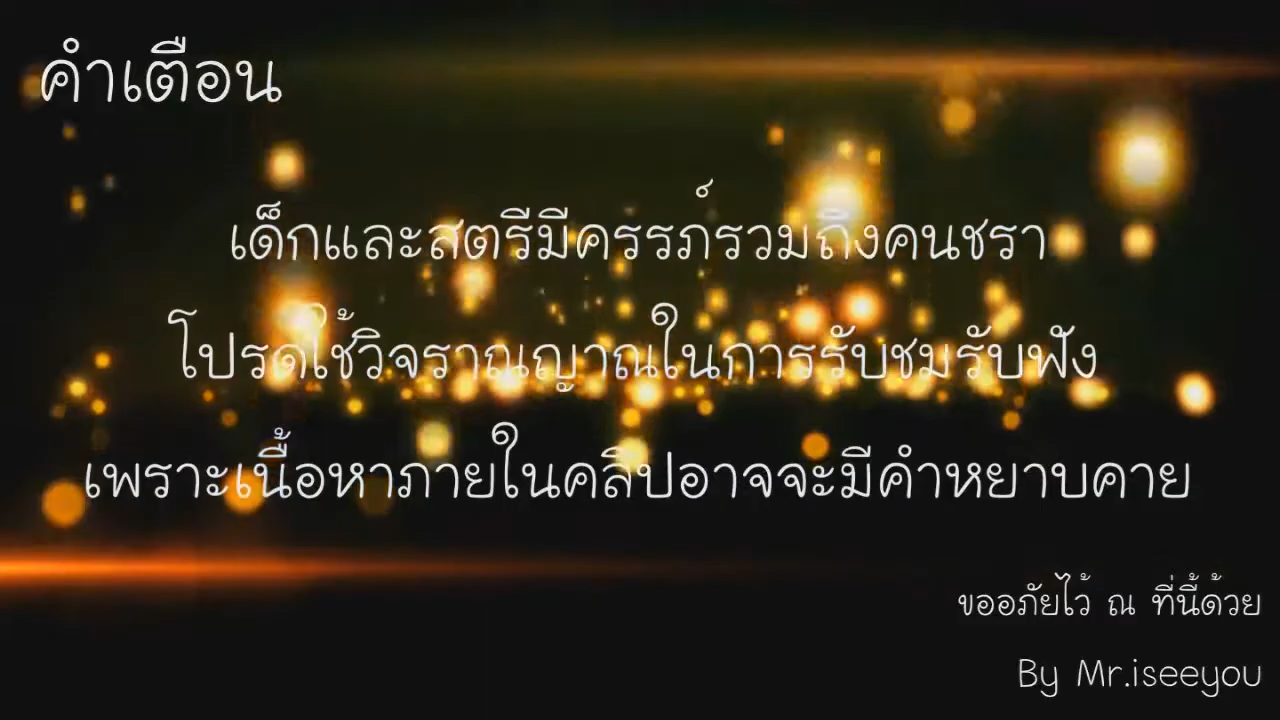 คำเตือน
เด็กและสตรีมีครรภ์รวมถึงคนชรา
โปรดใช้วิจราณญาณในการรับชมรับฟัง
เพราะเนื้อหาภายในคลิปอาจจะมีคำหยาบคาย
ขออภัยไว้ ณ ที่นี้ด้วย
By Mr.iseeyou